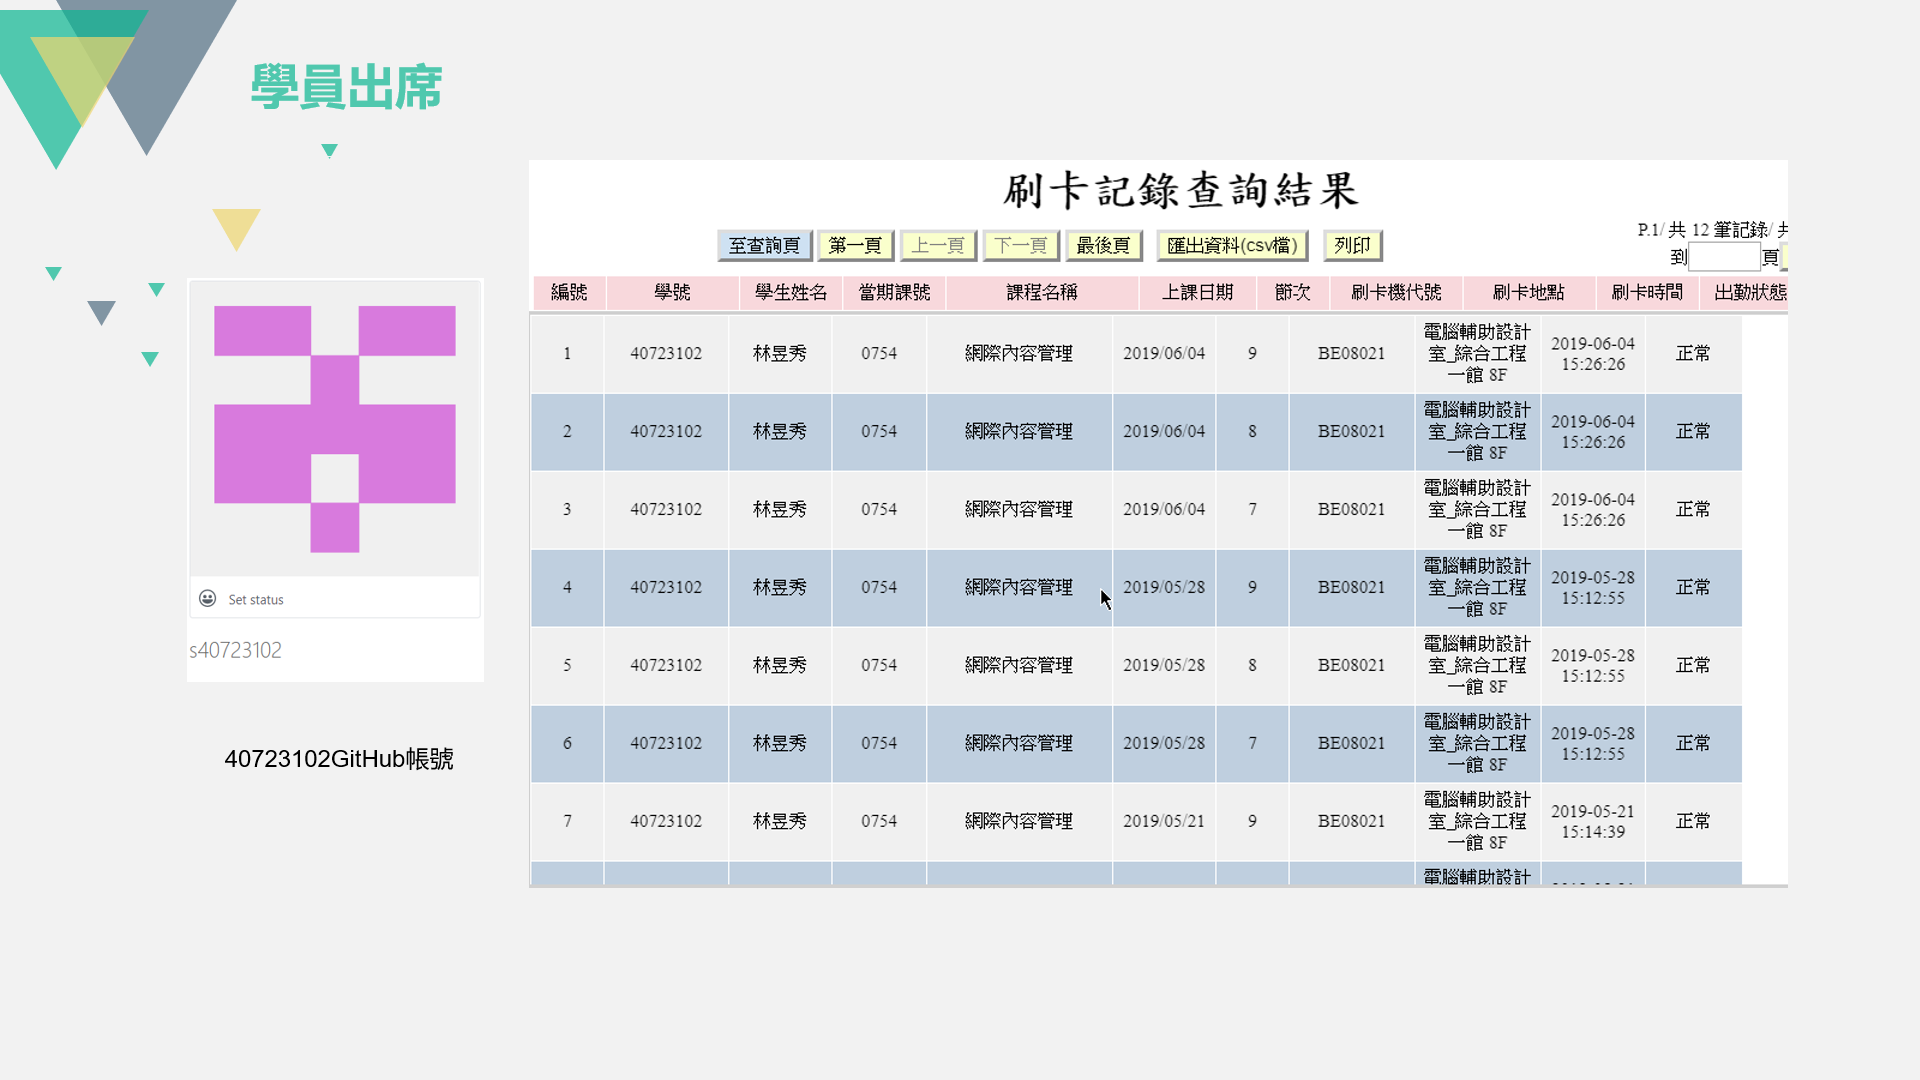 學員出席
刷卡記錄查詢結果
P.1/ 共 12 筆記錄/ 共
至查詢頁 第一頁 上一頁 下一頁 最後頁 匯出資料(csv檔) 列印
到 頁
編號 學號 學生姓名 當期課號 課程名稱 上課日期 節次 刷卡機代號 刷卡地點 刷卡時間 出勤狀態
1 40723102 林昱秀 0754 網際內容管理 2019/06/04 9 BE08021 電腦輔助設計室_綜合工程一館 8F 2019-06-04 15:26:26 正常
2 40723102 林昱秀 0754 網際內容管理 2019/06/04 8 BE08021 電腦輔助設計室_綜合工程一館 8F 2019-06-04 15:26:26 正常
3 40723102 林昱秀 0754 網際內容管理 2019/06/04 7 BE08021 電腦輔助設計室_綜合工程一館 8F 2019-06-04 15:26:26 正常
4 40723102 林昱秀 0754 網際內容管理 2019/05/28 9 BE08021 電腦輔助設計室_綜合工程一館 8F 2019-05-28 15:12:55 正常
5 40723102 林昱秀 0754 網際內容管理 2019/05/28 8 BE08021 電腦輔助設計室_綜合工程一館 8F 2019-05-28 15:12:55 正常
6 40723102 林昱秀 0754 網際內容管理 2019/05/28 7 BE08021 電腦輔助設計室_綜合工程一館 8F 2019-05-28 15:12:55 正常
7 40723102 林昱秀 0754 網際內容管理 2019/05/21 9 BE08021 電腦輔助設計室_綜合工程一館 8F 2019-05-21 15:14:39 正常
電腦輔助設計
Set status
s40723102
40723102GitHub帳號